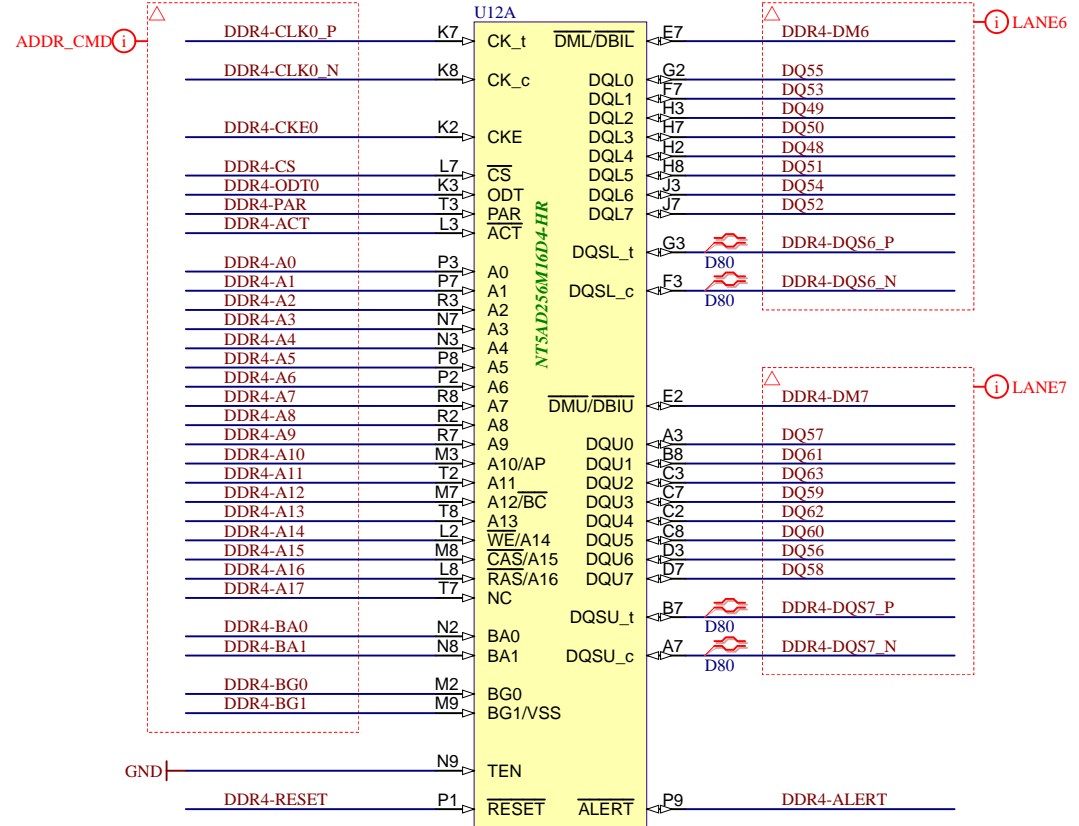 U12A
ADDR_CMD i
i LANE6
DDR4-CLK0_P K7 CK_t DML/DBIL E7 DDR4-DM6
DDR4-CLK0_N K8 CK_c DQL0 G2 DQ55
DQL1 F7 DQ53
DQL2 H3 DQ49
DDR4-CKE0 K2 CKE DQL3 H7 DQ50
DQL4 H2 DQ48
DDR4-CS L7 CS DQL5 H8 DQ51
DDR4-ODT0 K3 ODT DQL6 J3 DQ54
DDR4-PAR T3 PAR DQL7 J7 DQ52
DDR4-ACT L3 ACT
DQSL_t G3 DDR4-DQS6_P
D80
DDR4-A0 P3 A0
DDR4-A1 P7 A1 DQSL_c F3 DDR4-DQS6_N
D80
NT5AD256M16D4-HR
DDR4-A2 R3 A2
DDR4-A3 N7 A3
DDR4-A4 N3 A4
DDR4-A5 P8 A5
DDR4-A6 P2 A6
i LANE7
DDR4-A7 R8 A7 DMU/DBIU E2 DDR4-DM7
DDR4-A8 R2 A8
DDR4-A9 R7 A9 DQU0 A3 DQ57
DDR4-A10 M3 A10/AP DQU1 B8 DQ61
DDR4-A11 T2 A11 DQU2 C3 DQ63
DDR4-A12 M7 A12/BC DQU3 C7 DQ59
DDR4-A13 T8 A13 DQU4 C2 DQ62
DDR4-A14 L2 WE/A14 DQU5 C8 DQ60
DDR4-A15 M8 CAS/A15 DQU6 D3 DQ56
DDR4-A16 L8 RAS/A16 DQU7 D7 DQ58
DDR4-A17 T7 NC
DQSU_t B7 DDR4-DQS7_P
D80
DDR4-BA0 N2 BA0
DDR4-BA1 N8 BA1 DQSU_c A7 DDR4-DQS7_N
D80
DDR4-BG0 M2 BG0
DDR4-BG1 M9 BG1/VSS
GND N9 TEN
DDR4-RESET P1 RESET ALERT P9 DDR4-ALERT